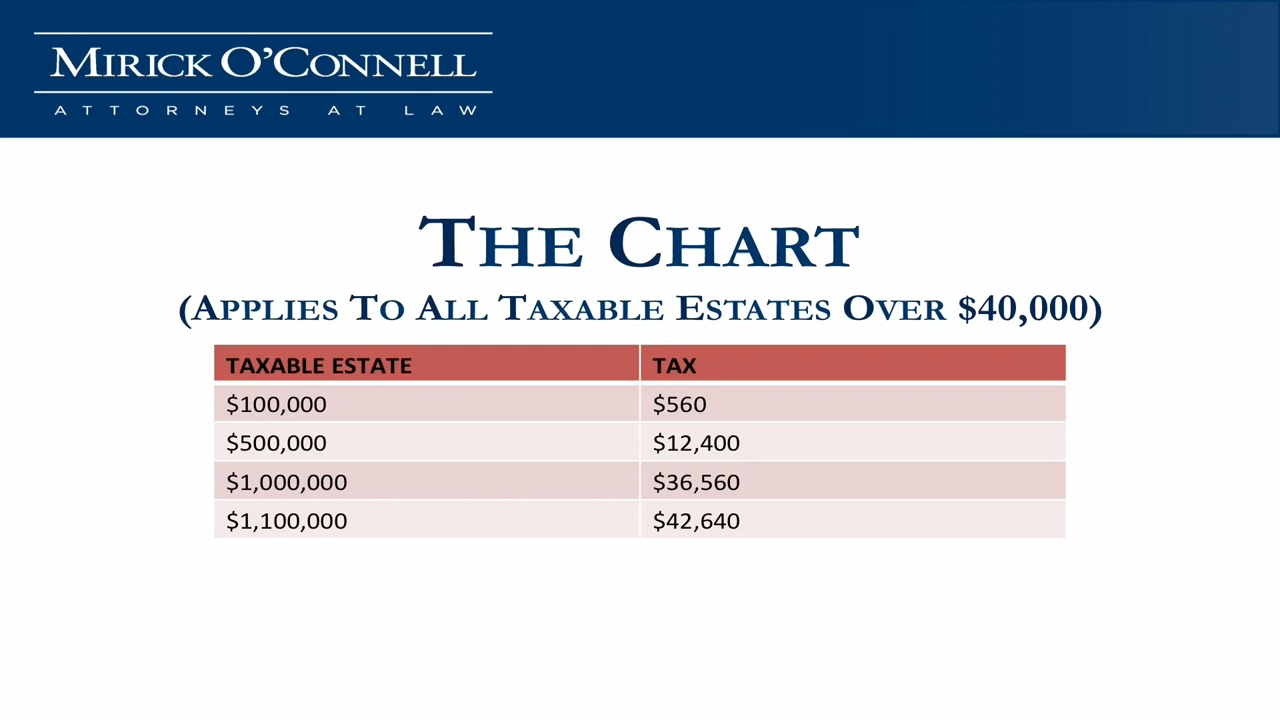 MIRICK O'CONNELL
ATTORNEYS AT LAW
THE CHART
(APPLIES TO ALL TAXABLE ESTATES OVER $40,000)
TAXABLE ESTATE TAX
$100,000 $560
$500,000 $12,400
$1,000,000 $36,560
$1,100,000 $42,640